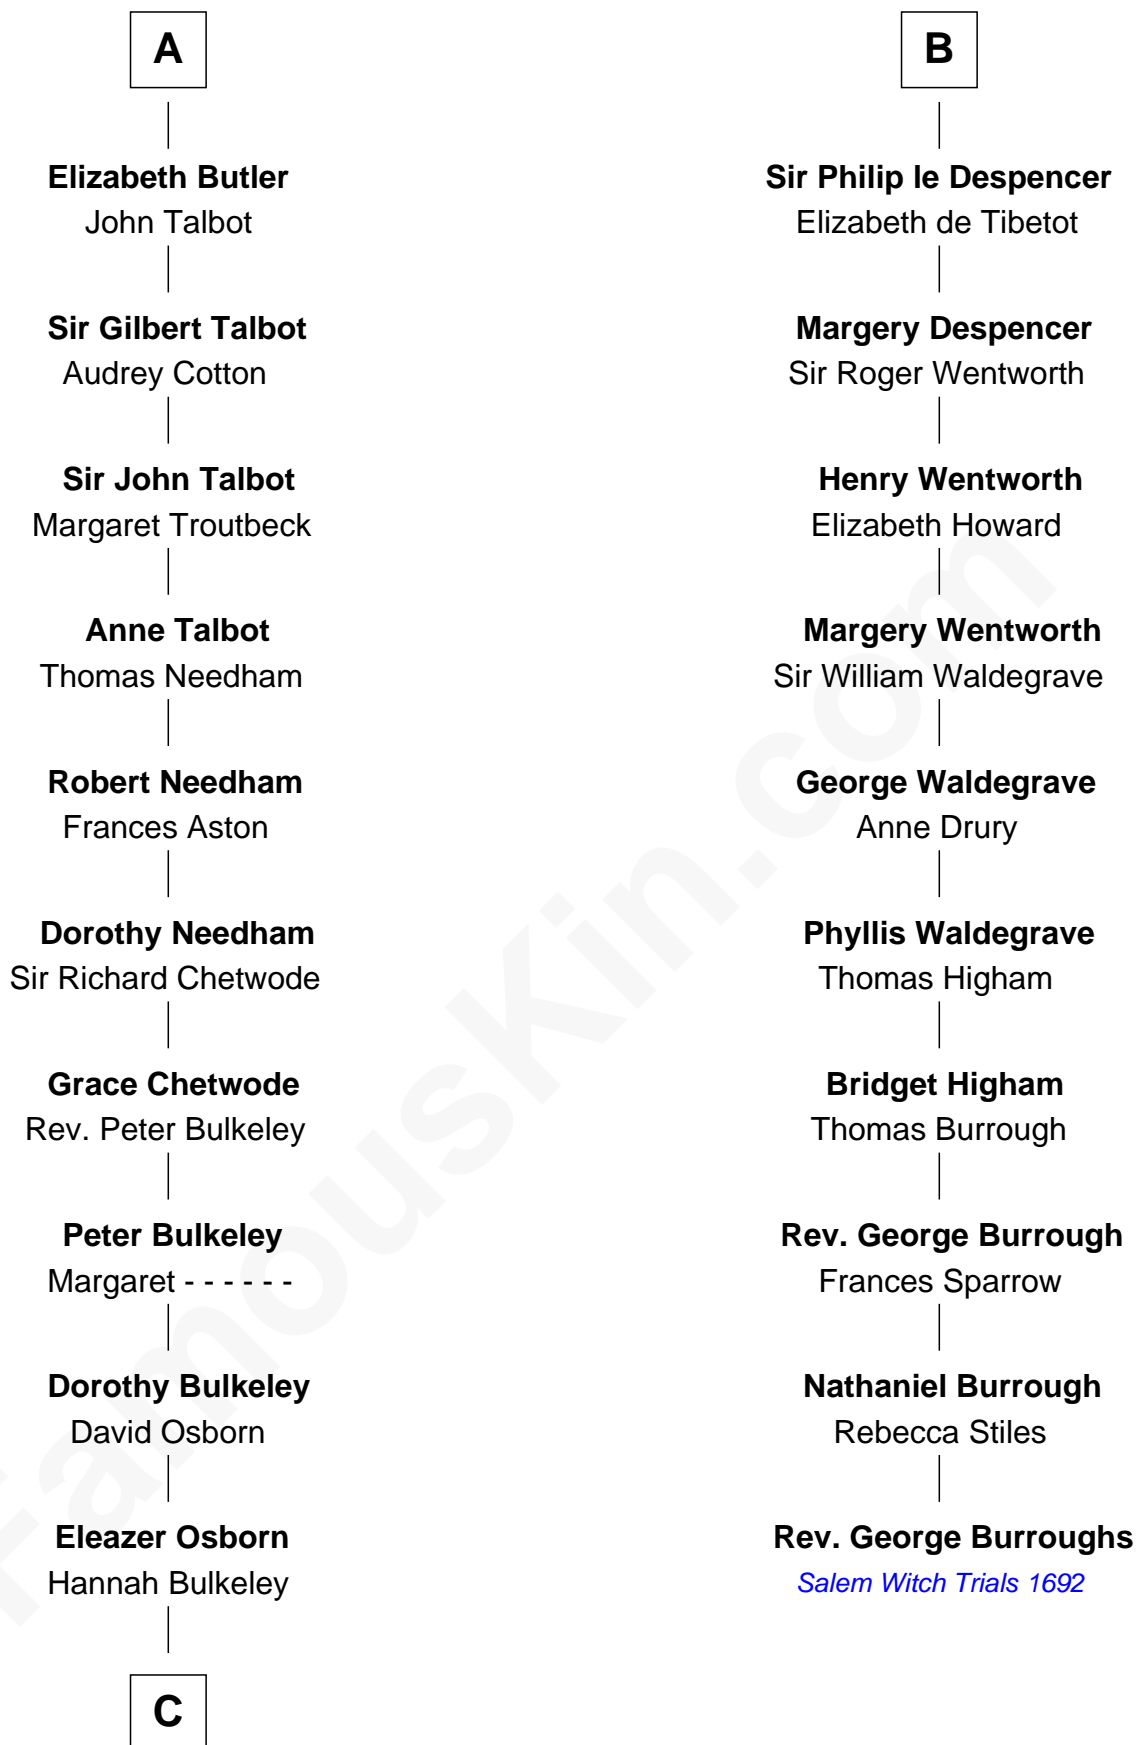 A
Elizabeth Butler
John Talbot
Sir Gilbert Talbot
Audrey Cotton
Sir John Talbot
Margaret Troutbeck
Anne Talbot
Thomas Needham
Robert Needham
Frances Aston
Dorothy Needham
Sir Richard Chetwode
Grace Chetwode
Rev. Peter Bulkeley
Peter Bulkeley
Margaret - - - - - -
Dorothy Bulkeley
David Osborn
Eleazer Osborn
Hannah Bulkeley
C
B
Sir Philip le Despencer
Elizabeth de Tibetot
Margery Despencer
Sir Roger Wentworth
Henry Wentworth
Elizabeth Howard
Margery Wentworth
Sir William Waldegrave
George Waldegrave
Anne Drury
Phyllis Waldegrave
Thomas Higham
Bridget Higham
Thomas Burrough
Rev. George Burrough
Frances Sparrow
Nathaniel Burrough
Rebecca Stiles
Rev. George Burroughs
Salem Witch Trials 1692
FamousKin.com